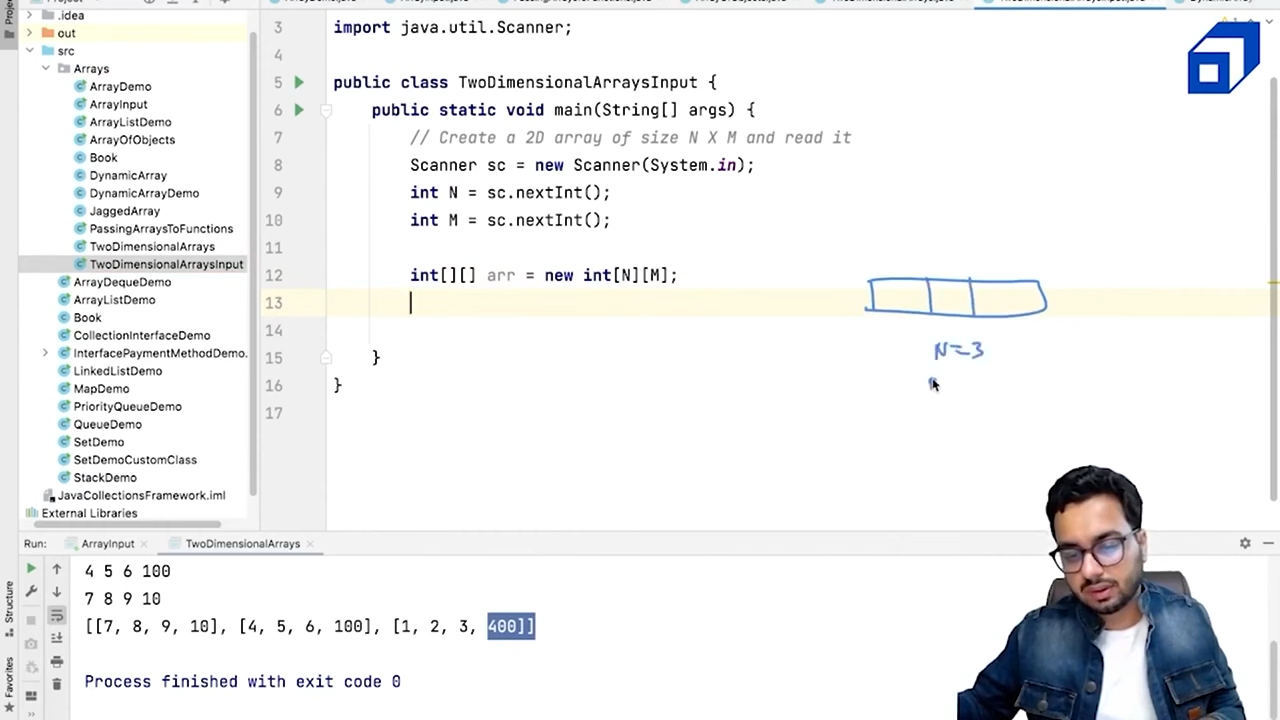 Project
.idea
out
src
Arrays
ArrayDemo
ArrayInput
ArrayListDemo
ArrayOfObjects
Book
DynamicArray
DynamicArrayDemo
JaggedArray
PassingArraysToFunctions
TwoDimensionalArrays
TwoDimensionalArraysInput
ArrayDequeDemo
ArrayListDemo
Book
CollectionInterfaceDemo
InterfacePaymentMethodDemo.
LinkedListDemo
MapDemo
PriorityQueueDemo
QueueDemo
SetDemo
SetDemoCustomClass
StackDemo
JavaCollectionsFramework.iml
External Libraries
3 import java.util.Scanner;
4
5 public class TwoDimensionalArraysInput {
6 public static void main(String[] args) {
7 // Create a 2D array of size N X M and read it
8 Scanner sc = new Scanner(System.in);
9 int N = sc.nextInt();
10 int M = sc.nextInt();
11
12 int[][] arr = new int[N][M];
13
14
15 }
16 }
17
N=3
Run: ArrayInput TwoDimensionalArrays
4 5 6 100
7 8 9 10
[[7, 8, 9, 10], [4, 5, 6, 100], [1, 2, 3, 400]]
Process finished with exit code 0
Structure
Favorites